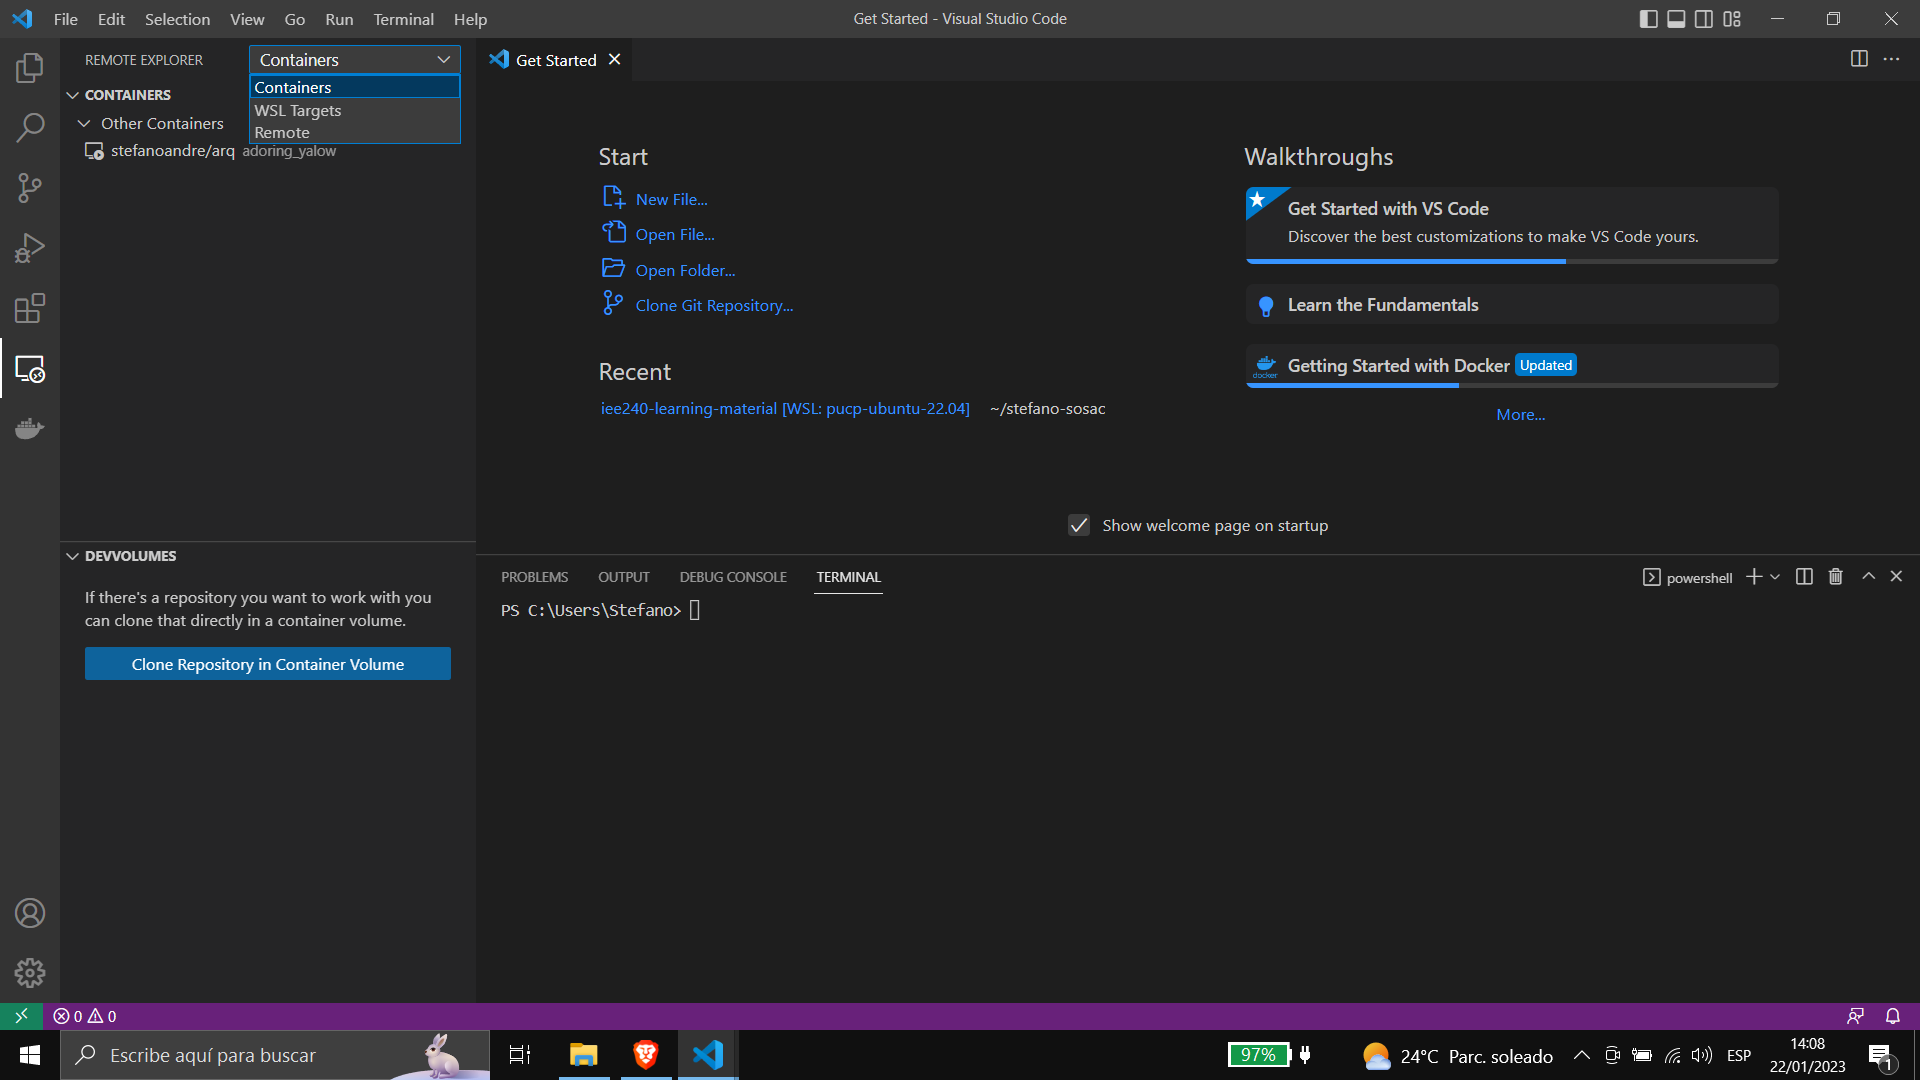 File Edit Selection View Go Run Terminal Help
Get Started - Visual Studio Code
REMOTE EXPLORER
Containers
Containers
WSL Targets
Remote
CONTAINERS
Other Containers
stefanoandre/arq adoring_yalow
DEVVOLUMES
If there's a repository you want to work with you
can clone that directly in a container volume.
Clone Repository in Container Volume
Get Started
Start
New File...
Open File...
Open Folder...
Clone Git Repository...
Recent
iee240-learning-material [WSL: pucp-ubuntu-22.04] ~/stefano-sosac
Walkthroughs
Get Started with VS Code
Discover the best customizations to make VS Code yours.
Learn the Fundamentals
docker
Getting Started with Docker Updated
More...
Show welcome page on startup
PROBLEMS OUTPUT DEBUG CONSOLE TERMINAL
powershell
PS C:\Users\Stefano>
0 0
Escribe aquí para buscar
97%
24°C Parc. soleado
ESP
14:08
22/01/2023
1